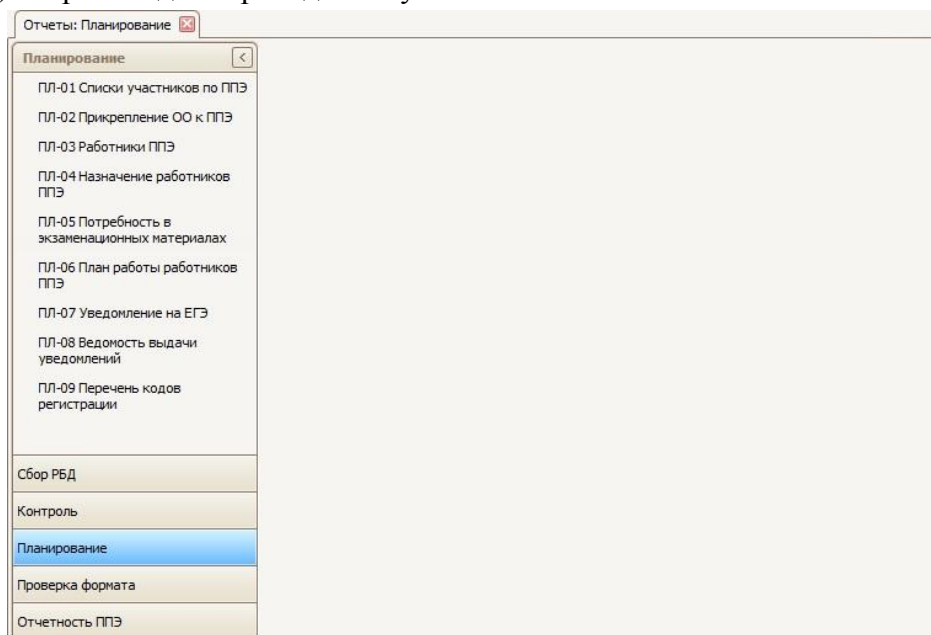 Отчеты: Планирование
Планирование
ПЛ-01 Списки участников по ППЭ
ПЛ-02 Прикрепление ОО к ППЭ
ПЛ-03 Работники ППЭ
ПЛ-04 Назначение работников
ППЭ
ПЛ-05 Потребность в
экзаменационных материалах
ПЛ-06 План работы работников
ППЭ
ПЛ-07 Уведомление на ЕГЭ
ПЛ-08 Ведомость выдачи
уведомлений
ПЛ-09 Перечень кодов
регистрации
Сбор РБД
Контроль
Планирование
Проверка формата
Отчетность ППЭ